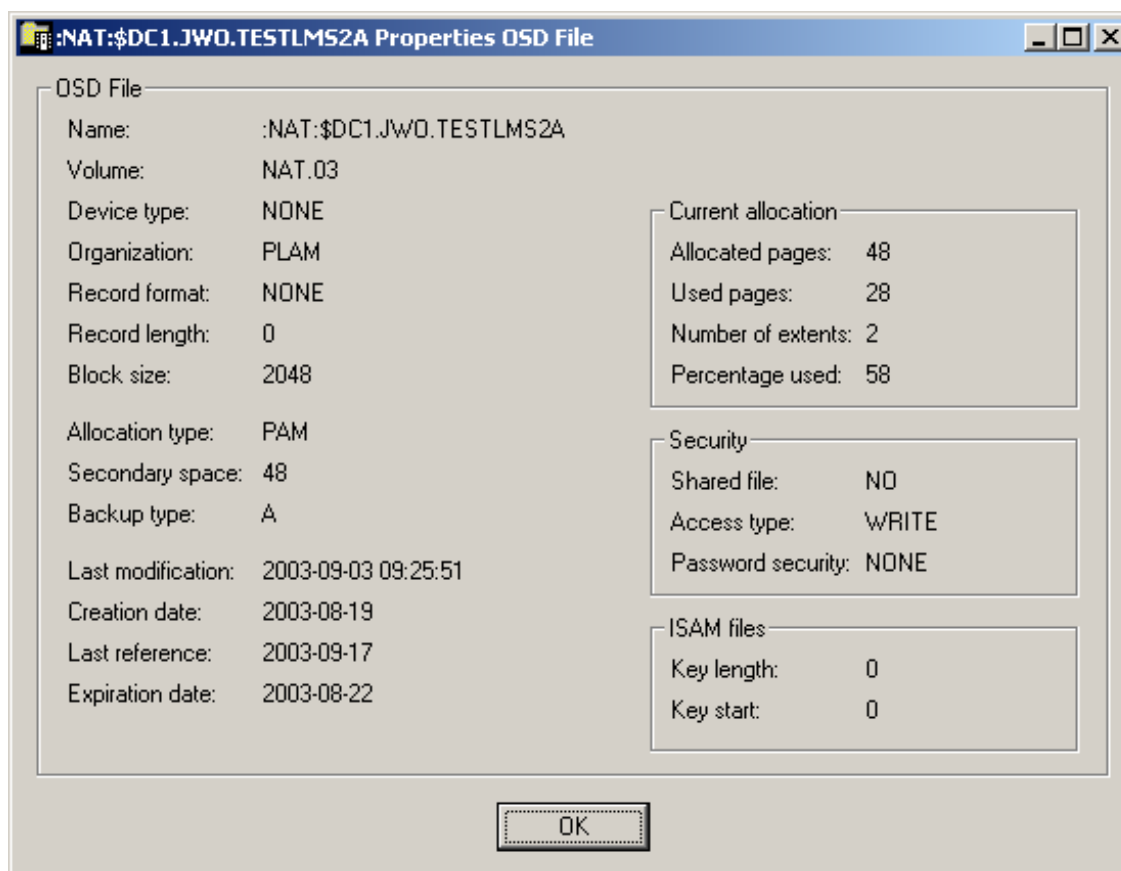 :NAT:$DC1.JWO.TESTLMS2A Properties OSD File
OSD File
Name: :NAT:$DC1.JWO.TESTLMS2A
Volume: NAT.03
Device type: NONE
Organization: PLAM
Record format: NONE
Record length: 0
Block size: 2048
Allocation type: PAM
Secondary space: 48
Backup type: A
Last modification: 2003-09-03 09:25:51
Creation date: 2003-08-19
Last reference: 2003-09-17
Expiration date: 2003-08-22
Current allocation
Allocated pages: 48
Used pages: 28
Number of extents: 2
Percentage used: 58
Security
Shared file: NO
Access type: WRITE
Password security: NONE
ISAM files
Key length: 0
Key start: 0
OK